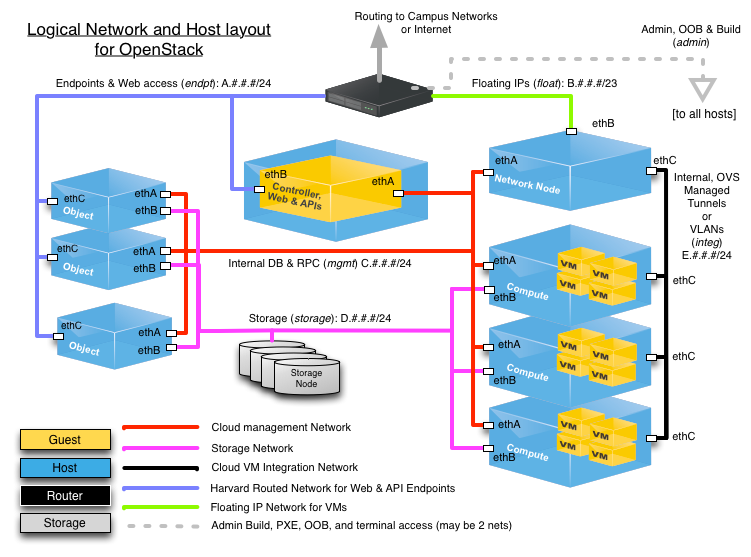 Logical Network and Host layout
for OpenStack
Routing to Campus Networks
or Internet
Admin, OOB & Build
(admin)
Endpoints & Web access (endpt): A.#.#.#/24
Floating IPs (float): B.#.#.#/23
[to all hosts]
ethB
ethA
ethC
Network Node
ethB
ethA
Controller,
Web & APIs
ethA
ethC
ethB
Object
ethC
ethA
ethB
Object
ethC
ethA
ethB
Object
Internal, OVS
Managed
Tunnels
or
VLANs
(integ)
E.#.#.#/24
Internal DB & RPC (mgmt) C.#.#.#/24
Storage (storage): D.#.#.#/24
Storage
Node
ethA
ethB
Compute
VM
VM
VM
VM
ethC
ethA
ethB
Compute
VM
VM
VM
VM
ethC
ethA
ethB
Compute
VM
VM
VM
VM
ethC
Guest
Host
Router
Storage
Cloud management Network
Storage Network
Cloud VM Integration Network
Harvard Routed Network for Web & API Endpoints
Floating IP Network for VMs
Admin Build, PXE, OOB, and terminal access (may be 2 nets)